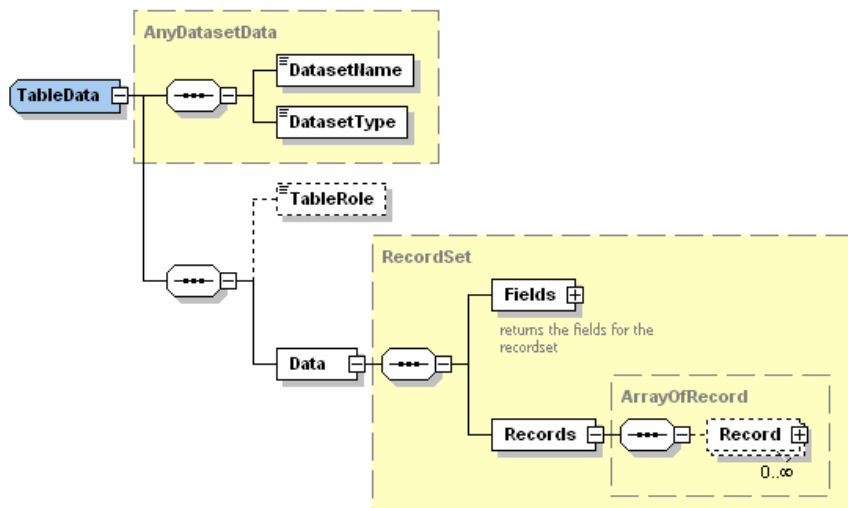 AnyDatasetData
TableData
DatasetName
DatasetType
TableRole
RecordSet
Fields
returns the fields for the
recordset
Data
ArrayOfRecord
Records
Record
0..∞